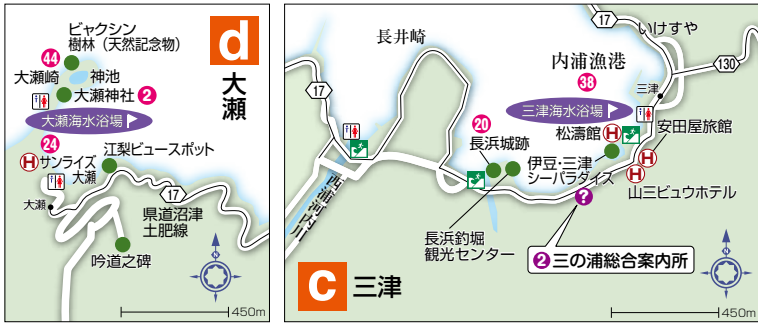 ビャクシン
樹林（天然記念物）
44
大瀬崎
神池
大瀬神社 2
大瀬海水浴場
24
H サンライズ
大瀬
江梨ビュースポット
大瀬
17
県道沼津
土肥線
吟道之碑
450m
d
大瀬
17
長井崎
内浦漁港
38
17
いけすや
130
三津
三津海水浴場
松濤館 H
安田屋旅館
H
H
山三ビュウホテル
20
長浜城跡
伊豆・三津
シーパラダイス
西浦河内川
長浜釣堀
観光センター
?
2 三の浦総合案内所
C 三津
450m